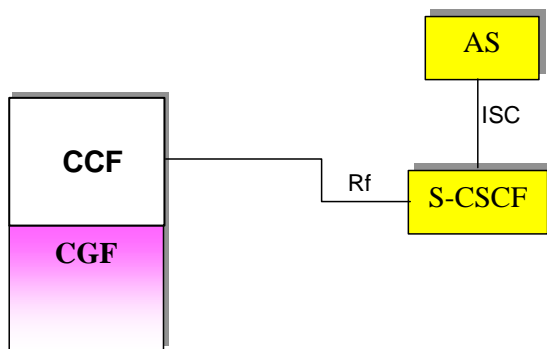 AS
ISC
CCF
Rf
S-CSCF
CGF